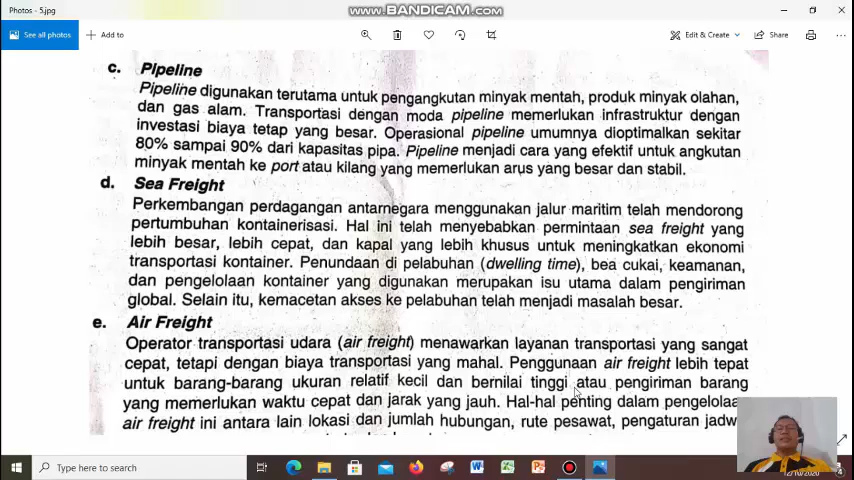 Photos - 5.jpg
www.BANDICAM.com
See all photos
Add to
Edit & Create
Share
c. Pipeline
Pipeline digunakan terutama untuk pengangkutan minyak mentah, produk minyak olahan,
dan gas alam. Transportasi dengan moda pipeline memerlukan infrastruktur dengan
investasi biaya tetap yang besar. Operasional pipeline umumnya dioptimalkan sekitar
80% sampai 90% dari kapasitas pipa. Pipeline menjadi cara yang efektif untuk angkutan
minyak mentah ke port atau kilang yang memerlukan arus yang besar dan stabil.
d. Sea Freight
Perkembangan perdagangan antarnegara menggunakan jalur maritim telah mendorong
pertumbuhan kontainerisasi. Hal ini telah menyebabkan permintaan sea freight yang
lebih besar, lebih cepat, dan kapal yang lebih khusus untuk meningkatkan ekonomi
transportasi kontainer. Penundaan di pelabuhan (dwelling time), bea cukai, keamanan,
dan pengelolaan kontainer yang digunakan merupakan isu utama dalam pengiriman
global. Selain itu, kemacetan akses ke pelabuhan telah menjadi masalah besar.
e. Air Freight
Operator transportasi udara (air freight) menawarkan layanan transportasi yang sangat
cepat, tetapi dengan biaya transportasi yang mahal. Penggunaan air freight lebih tepat
untuk barang-barang ukuran relatif kecil dan bernilai tinggi atau pengiriman barang
yang memerlukan waktu cepat dan jarak yang jauh. Hal-hal penting dalam
air freight ini antara lain lokasi dan jumlah hubungan, rute pesawat, pengaturan
Type here to search
12/10/2020